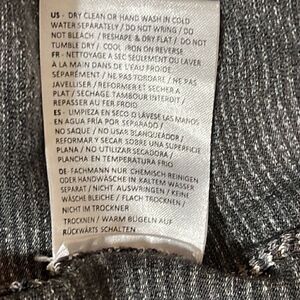 US - DRY CLEAN OR HAND WASH IN COLD
WATER SEPARATELY / DO NOT WRING / DO
NOT BLEACH / RESHAPE & DRY FLAT / DO NOT
TUMBLE DRY / COOL IRON ON REVERSE
FR - NETTOYAGE A SEC SEULEMENT OU LAVER
A LA MAIN DANS DE L'EAU FROIDE
SÉPARÉMENT / NE PAS TORDARE / NE PAS
JAVELLISER / REFORMER ET SECHER A
PLAT / SECHAGE TAMBOUR INTERDIT
REPASSER AU FER FROID
ES - LIMPIEZA EN SECO O LÁVESE LAS MANOS
EN AGUA FRÍA POR SEPARADO /
NO SAQUE / NO USAR BLANQUEADOR /
REFORMAR Y SECAR SOBRE UNA SUPERFICIE
PLANA / NO UTILIZAR SECADORA /
PLANCHA EN TEMPERATURA FRIO
DE-FACHMANN NUR CHEMISCH REINIGEN
ODER HANDWÄSCHE IN KALTEM WASSER
SEPARAT / NICHT AUSWRINGEN / KEINE
WÄSCHE BLEICHE / FLACH TROCKNEN /
NICHT IM TROCKNER
TROCKNEN / WARM BÜGELN AUF
RÜCKWÄRTS SCHALTEN